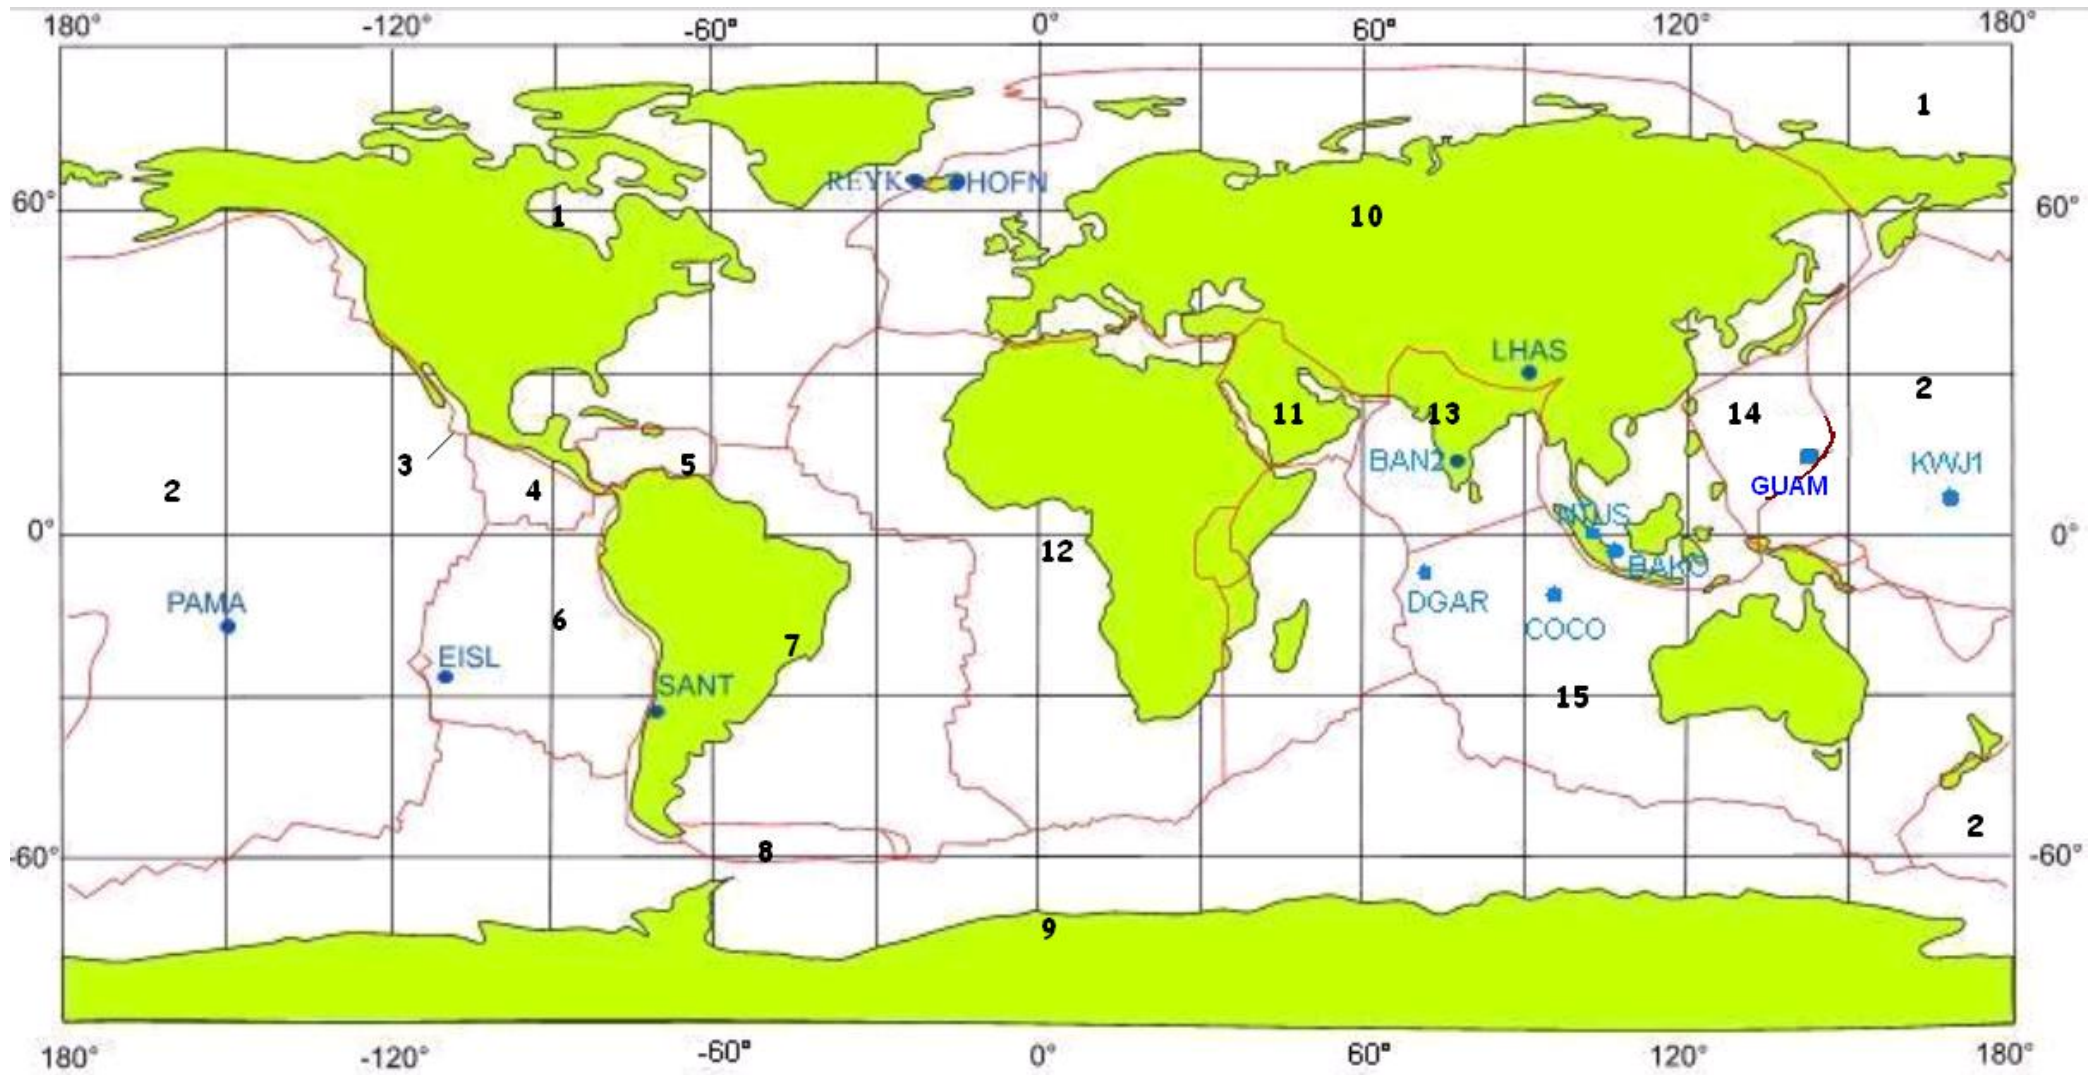 180° -120° -60° 0° 60° 120° 180°
1
REYK HOFN
60° 1 10 60°
LHAS
11 13 14 2
3 5 BAN2 KWJ1
2 4 GUAM
NTUS
0° 12 0°
BAKO
PAMA 6 DGAR
COCO
EISL 7
SANT 15
2
-60° 8 -60°
9
180° -120° -60° 0° 60° 120° 180°